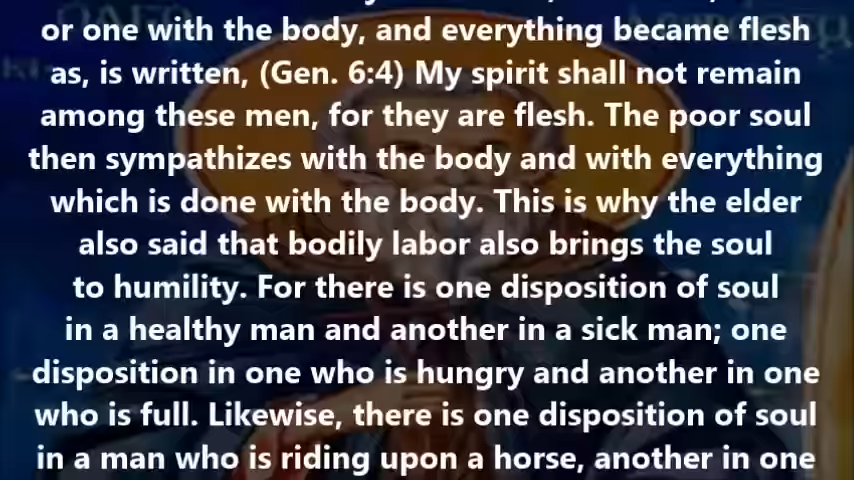 or one with the body, and everything became flesh
as, is written, (Gen. 6:4) My spirit shall not remain
among these men, for they are flesh. The poor soul
then sympathizes with the body and with everything
which is done with the body. This is why the elder
also said that bodily labor also brings the soul
to humility. For there is one disposition of soul
in a healthy man and another in a sick man; one
disposition in one who is hungry and another in one
who is full. Likewise, there is one disposition of soul
in a man who is riding upon a horse, another in one